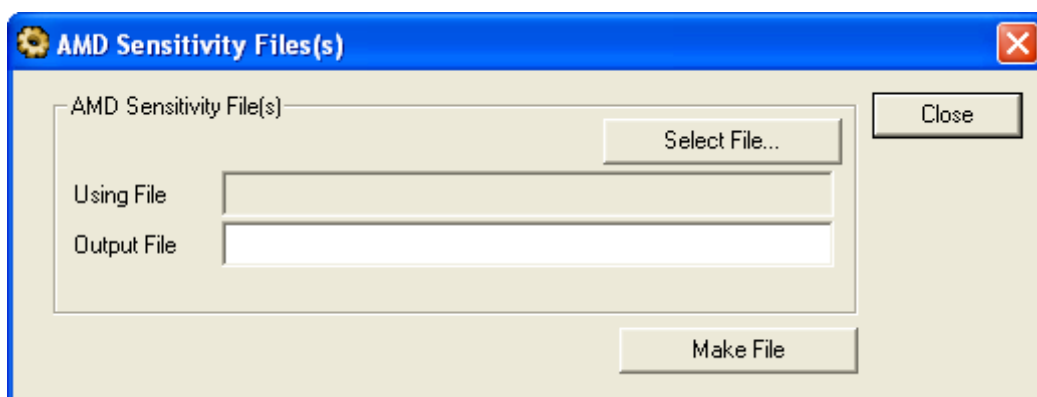 AMD Sensitivity Files(s)
AMD Sensitivity File(s)
Close
Select File...
Using File
Output File
Make File